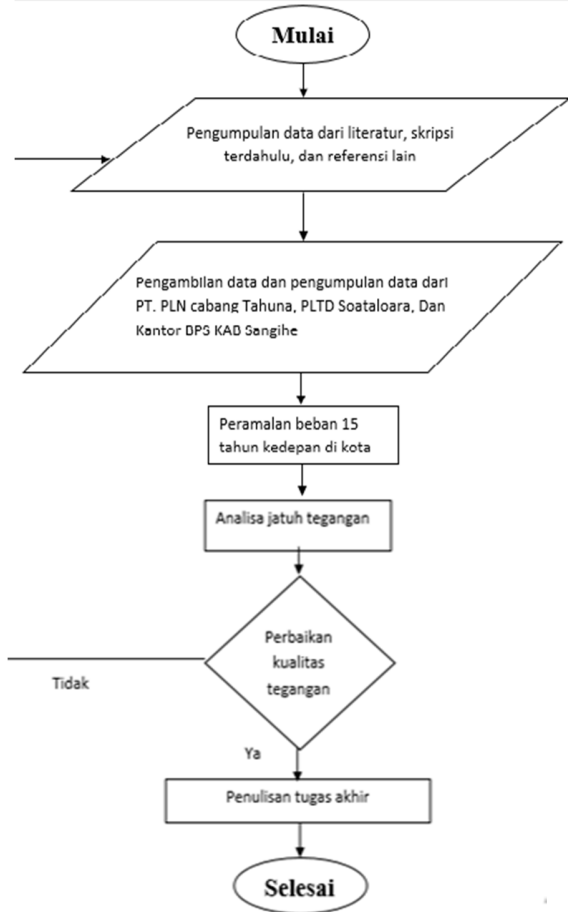 Mulai
Pengumpulan data dari literatur, skripsi
terdahulu, dan referensi lain
Pengambilan data dan pengumpulan data dari
PT. PLN cabang Tahuna, PLTD Soataloara, Dan
Kantor BPS KAB Sangihe
Peramalan beban 15
tahun kedepan di kota
Analisa jatuh tegangan
Perbaikan
kualitas
tegangan
Tidak
Ya
Penulisan tugas akhir
Selesai